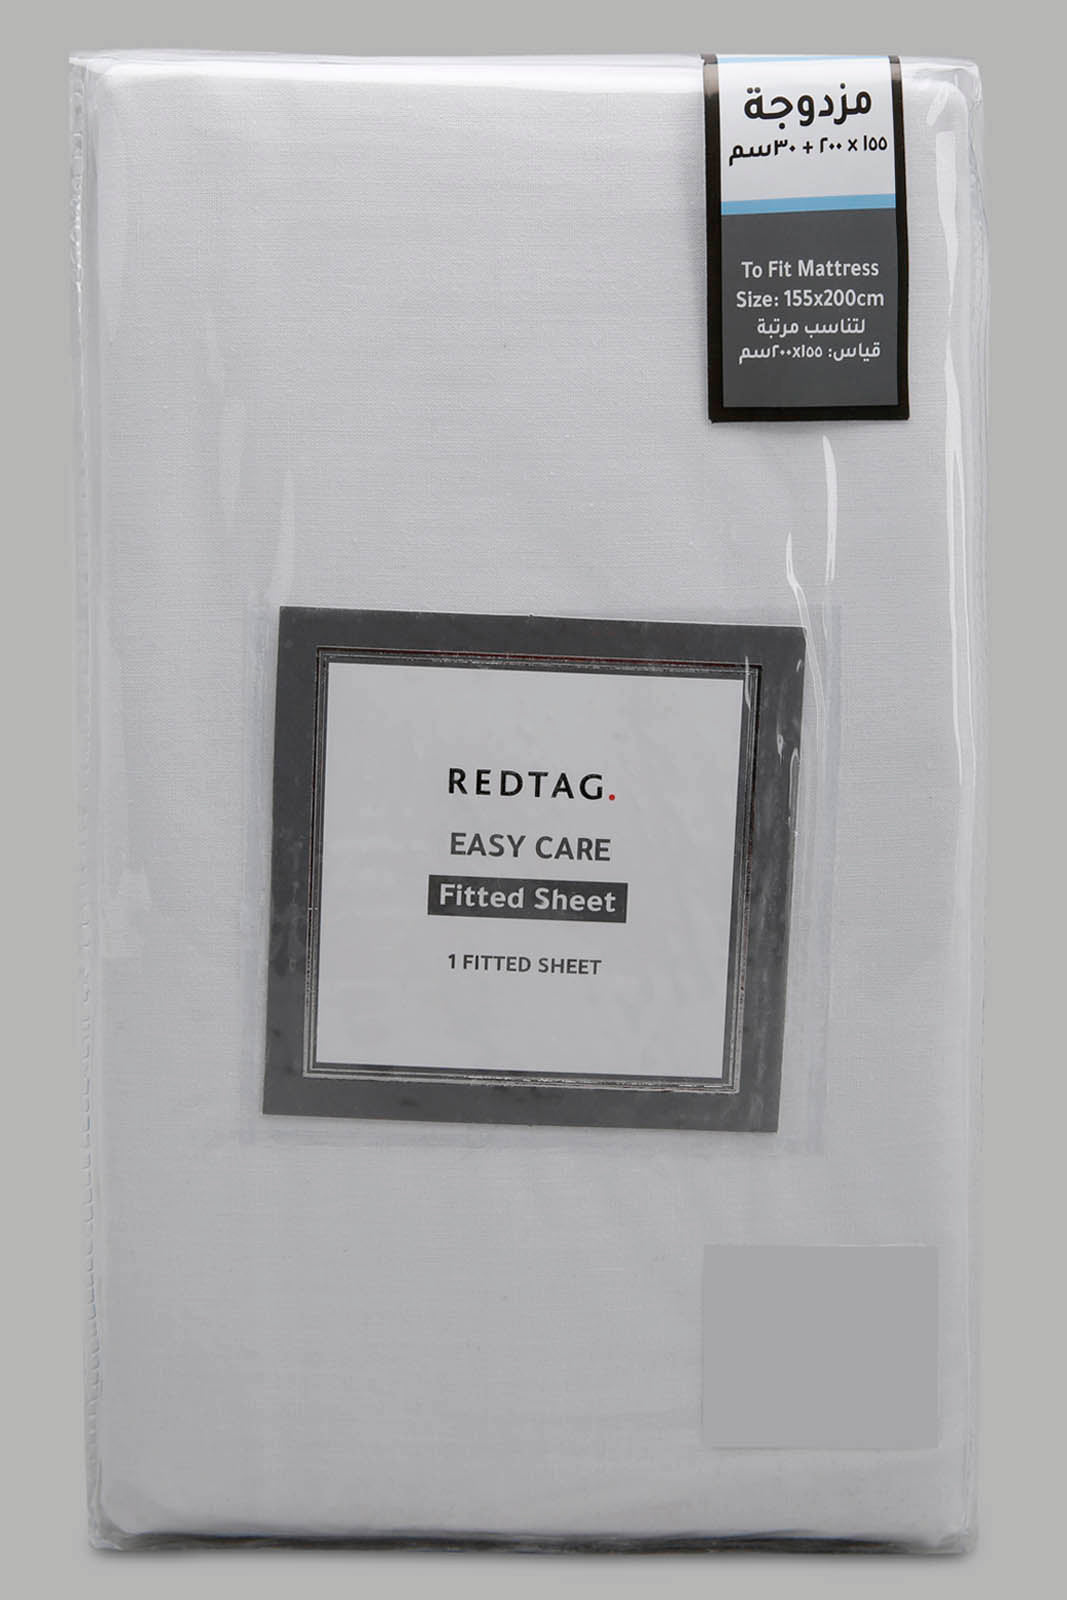 مزدوجة
١٥٥ x ٢٠٠ + ٣٠سم
To Fit Mattress
Size: 155x200cm
لتناسب مرتبة
قياس: ١٥٥x٢٠٠سم
REDTAG.
EASY CARE
Fitted Sheet
1 FITTED SHEET